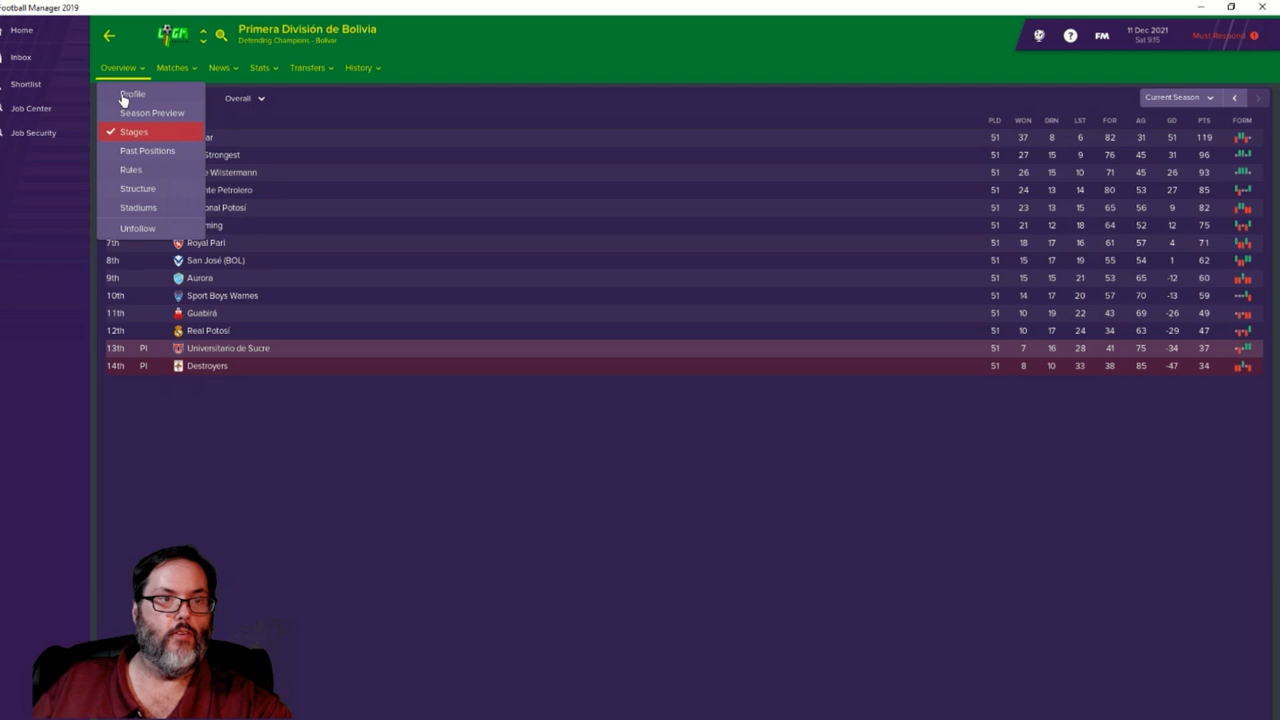 Football Manager 2019
Home
Inbox
Shortlist
Job Center
Job Security
LFGM
Primera División de Bolivia
Defending Champions - Bolívar
FM
11 Dec 2021
Sat 9:15
Must Respond
Overview Matches News Stats Transfers History
Profile
Season Preview
Stages
Past Positions
Rules
Structure
Stadiums
Unfollow
Overall
Current Season
PLD WON DRN LST FOR AG GD PTS FORM
ar 51 37 8 6 82 31 51 119
Strongest 51 27 15 9 76 45 31 96
e Wilstermann 51 26 15 10 71 45 26 93
nte Petrolero 51 24 13 14 80 53 27 85
onal Potosí 51 23 13 15 65 56 9 82
ming 51 21 12 18 64 52 12 75
7th Royal Pari 51 18 17 16 61 57 4 71
8th San José (BOL) 51 15 17 19 55 54 1 62
9th Aurora 51 15 15 21 53 65 -12 60
10th Sport Boys Warnes 51 14 17 20 57 70 -13 59
11th Guabirá 51 10 19 22 43 69 -26 49
12th Real Potosí 51 10 17 24 34 63 -29 47
13th Pl Universitario de Sucre 51 7 16 28 41 75 -34 37
14th Pl Destroyers 51 8 10 33 38 85 -47 34